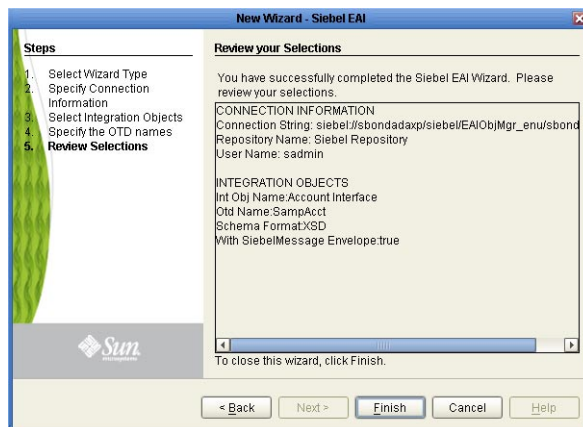 New Wizard - Siebel EAI
Steps
1. Select Wizard Type
2. Specify Connection
Information
3. Select Integration Objects
4. Specify the OTD names
5. Review Selections
Sun
microsystems
Review your Selections
You have successfully completed the Siebel EAI Wizard. Please
review your selections.
CONNECTION INFORMATION
Connection String: siebel://sbondadaxp/siebel/EAIObjMgr_enu/sbond
Repository Name: Siebel Repository
User Name: sadmin
INTEGRATION OBJECTS
Int Obj Name:Account Interface
Otd Name:SampAcct
Schema Format:XSD
With SiebelMessage Envelope:true
To close this wizard, click Finish.
< Back Next > Finish Cancel Help